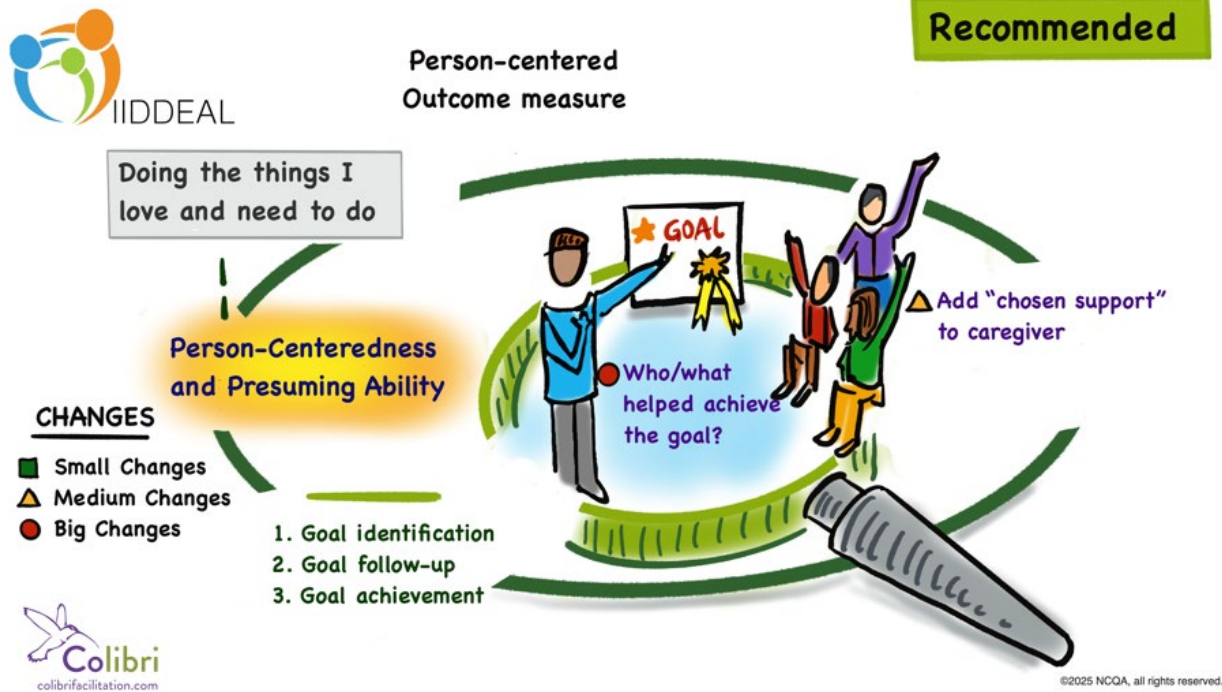 IIDDEAL
Person-centered
Outcome measure
Recommended
Doing the things I
love and need to do
GOAL
Person-Centeredness
and Presuming Ability
Add “chosen support”
to caregiver
Who/what
helped achieve
the goal?
CHANGES
Small Changes
Medium Changes
Big Changes
1. Goal identification
2. Goal follow-up
3. Goal achievement
Colibri
colibrifacilitation.com
©2025 NCQA, all rights reserved.